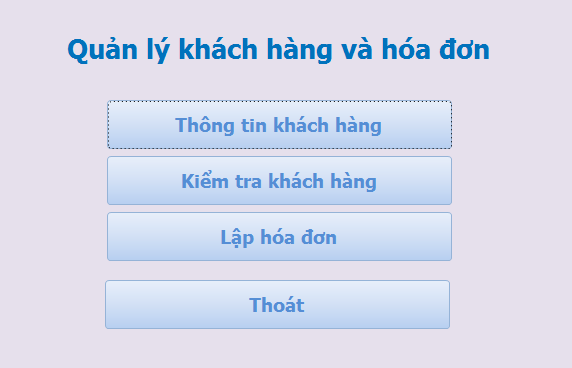 Quản lý khách hàng và hóa đơn
Thông tin khách hàng
Kiểm tra khách hàng
Lập hóa đơn
Thoát